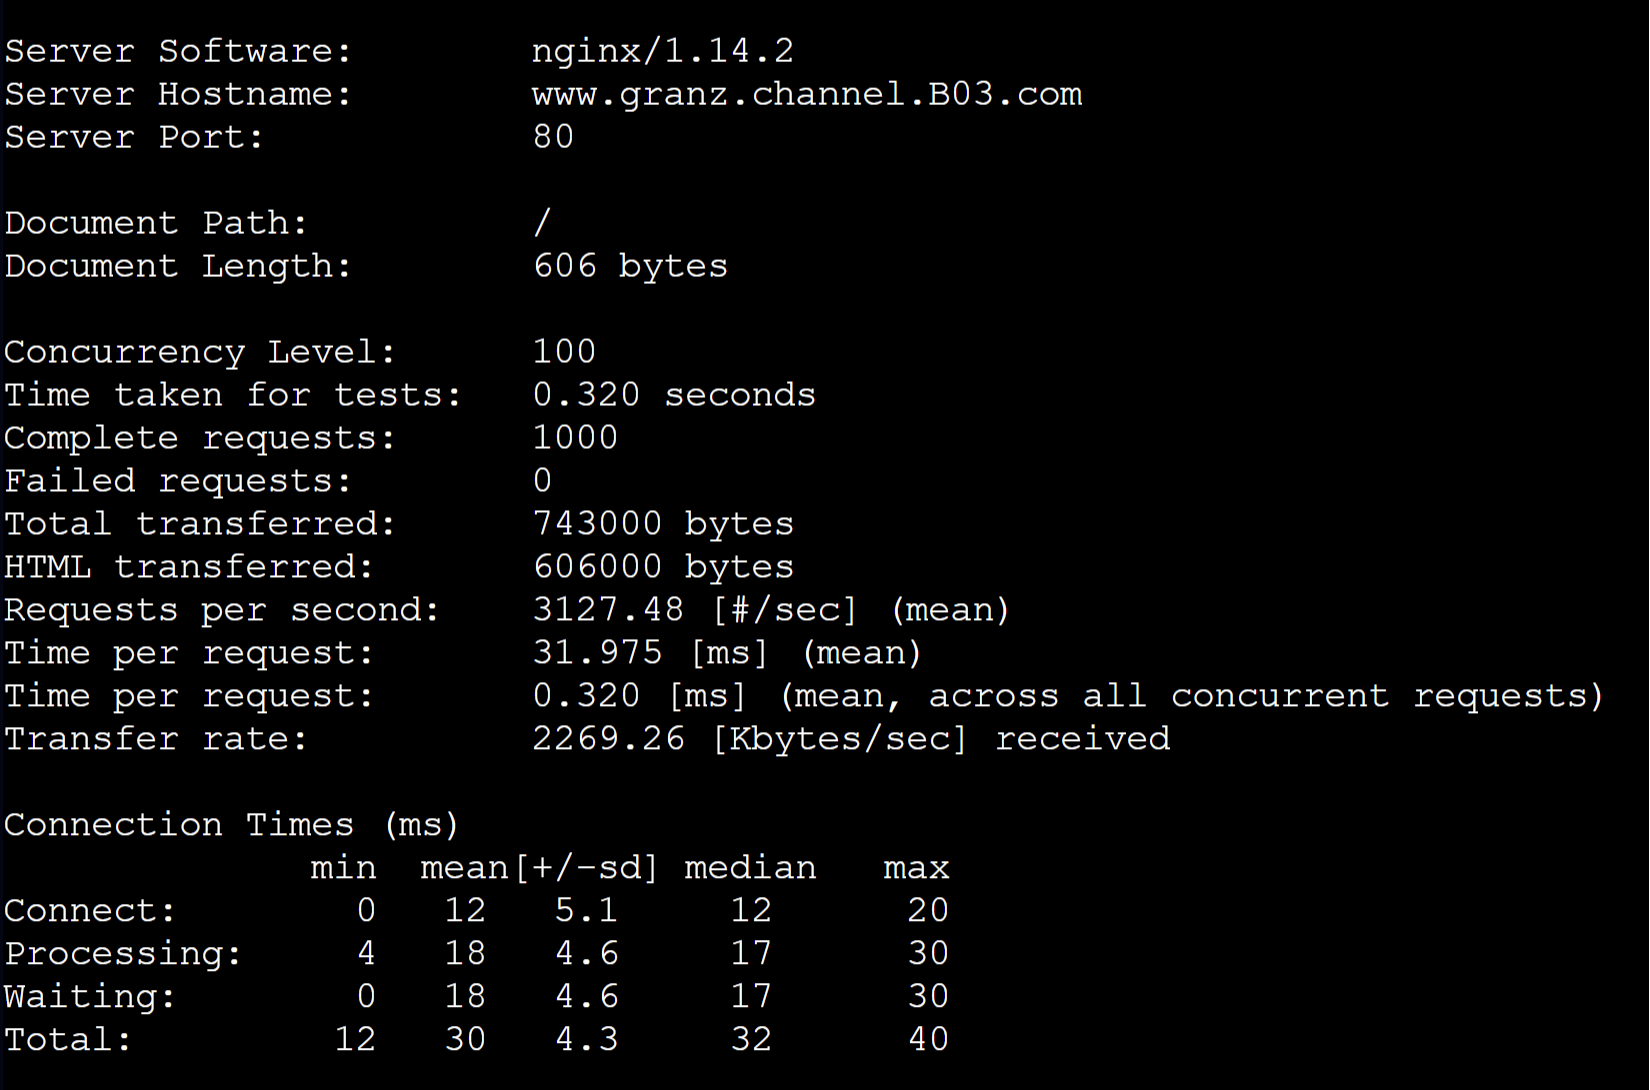 Server Software:        nginx/1.14.2
Server Hostname:        www.granz.channel.B03.com
Server Port:            80
Document Path:          /
Document Length:        606 bytes
Concurrency Level:      100
Time taken for tests:   0.320 seconds
Complete requests:      1000
Failed requests:        0
Total transferred:      743000 bytes
HTML transferred:       606000 bytes
Requests per second:    3127.48 [#/sec] (mean)
Time per request:       31.975 [ms] (mean)
Time per request:       0.320 [ms] (mean, across all concurrent requests)
Transfer rate:          2269.26 [Kbytes/sec] received
Connection Times (ms)
              min  mean[+/-sd] median   max
Connect:        0   12   5.1     12      20
Processing:     4   18   4.6     17      30
Waiting:        0   18   4.6     17      30
Total:         12   30   4.3     32      40